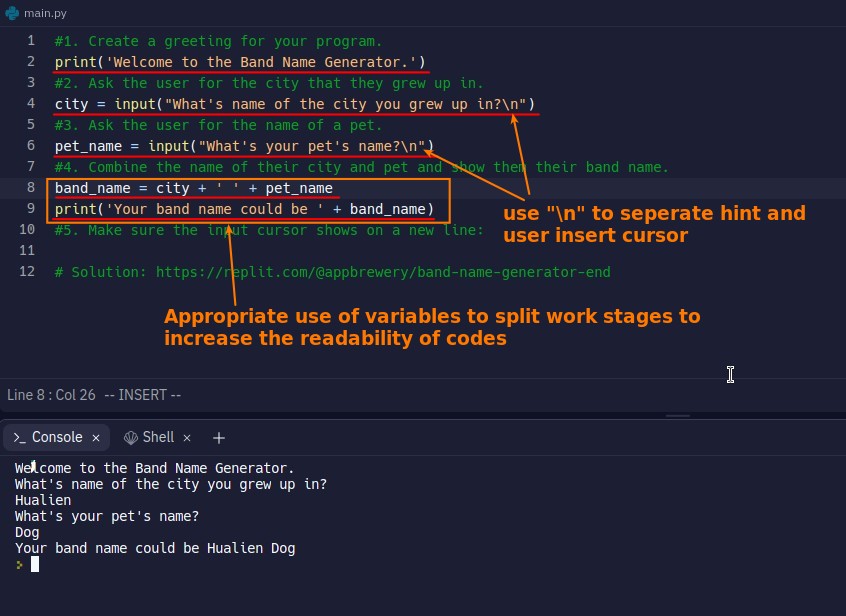 main.py
1 #1. Create a greeting for your program.
2 print('Welcome to the Band Name Generator.')
3 #2. Ask the user for the city that they grew up in.
4 city = input("What's name of the city you grew up in?\n")
5 #3. Ask the user for the name of a pet.
6 pet_name = input("What's your pet's name?\n")
7 #4. Combine the name of their city and pet and show them their band name.
8 band_name = city + ' ' + pet_name
9 print('Your band name could be ' + band_name)
use "\n" to seperate hint and
user insert cursor
10 #5. Make sure the input cursor shows on a new line:
11
12 # Solution: https://replit.com/@appbrewery/band-name-generator-end
Appropriate use of variables to split work stages to
increase the readability of codes
Line 8 : Col 26 -- INSERT --
Console × Shell × +
Welcome to the Band Name Generator.
What's name of the city you grew up in?
Hualien
What's your pet's name?
Dog
Your band name could be Hualien Dog